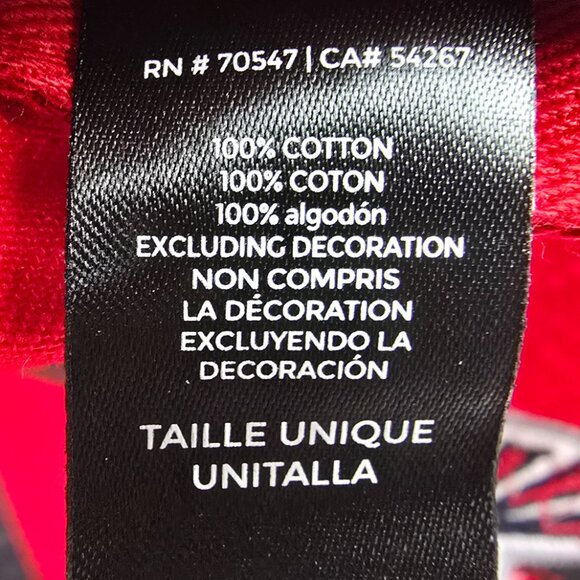 RN # 70547 | CA# 54267
100% COTTON
100% COTON
100% algodón
EXCLUDING DECORATION
NON COMPRIS
LA DÉCORATION
EXCLUYENDO LA
DECORACIÓN
TAILLE UNIQUE
UNITALLA